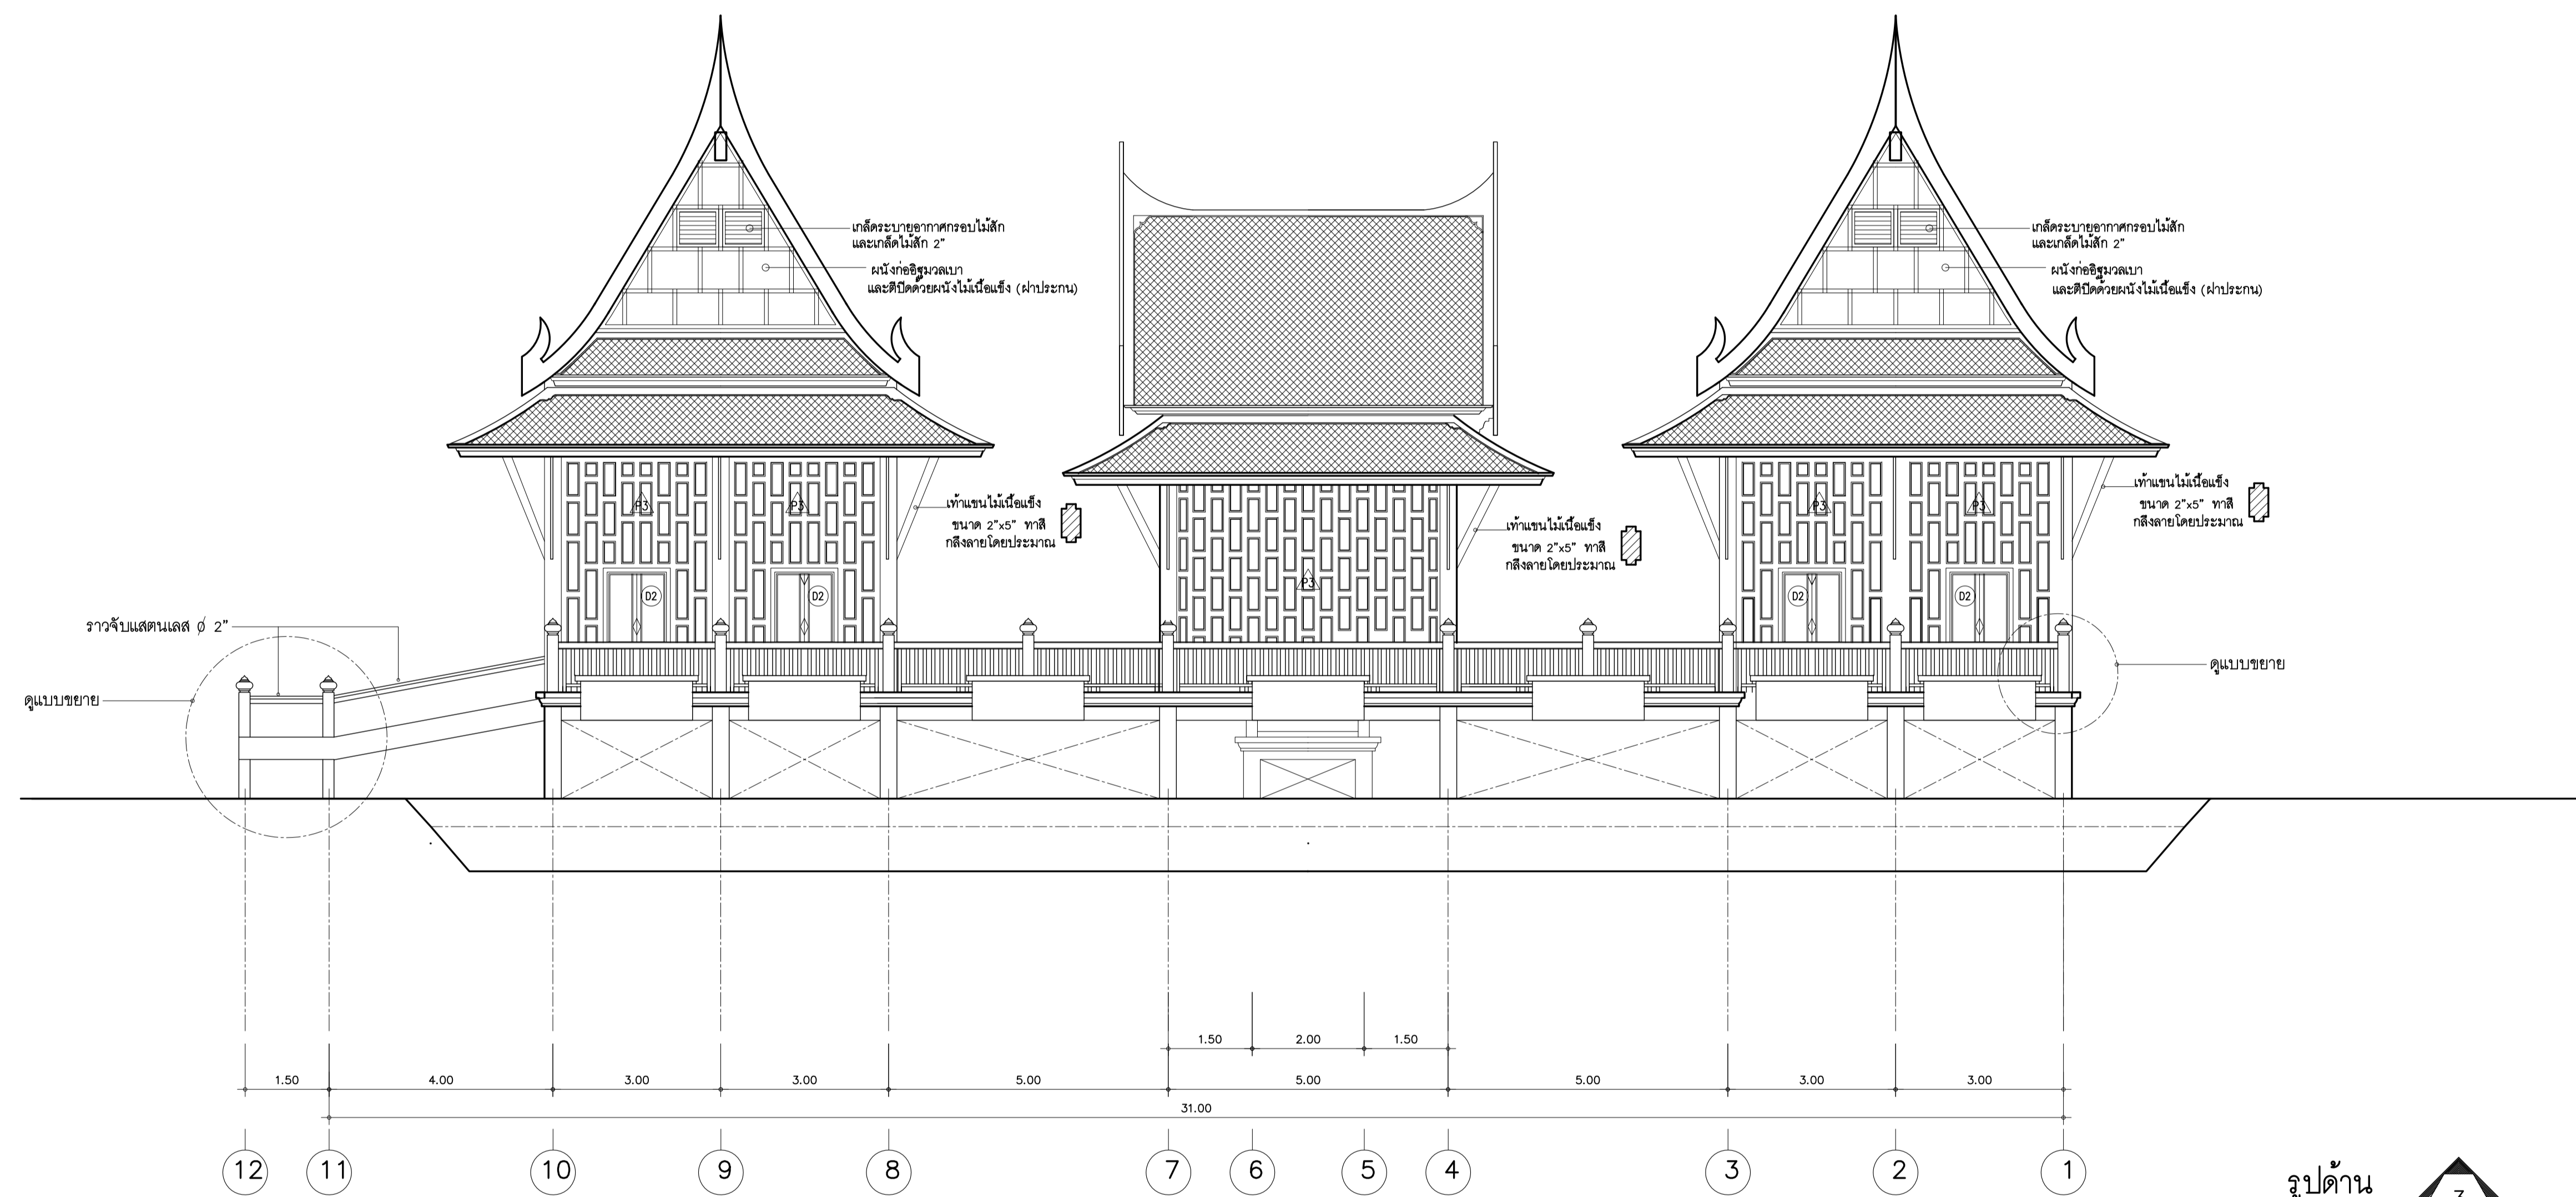 เกล็ดระบายอากาศกรอบไม้สัก
และเกล็ดไม้สัก 2"
ผนังก่ออิฐมวลเบา
และตีปิดด้วยผนังไม้เนื้อแข็ง (ฝาประกน)
เกล็ดระบายอากาศกรอบไม้สัก
และเกล็ดไม้สัก 2"
ผนังก่ออิฐมวลเบา
และตีปิดด้วยผนังไม้เนื้อแข็ง (ฝาประกน)
P3
P3
เท้าแขนไม้เนื้อแข็ง
ขนาด 2"x5" ทาสี
กลึงลายโดยประมาณ
เท้าแขนไม้เนื้อแข็ง
ขนาด 2"x5" ทาสี
กลึงลายโดยประมาณ
P3
P3
เท้าแขนไม้เนื้อแข็ง
ขนาด 2"x5" ทาสี
กลึงลายโดยประมาณ
P3
D2
D2
D2
D2
ราวจับแสตนเลส Ø 2"
ดูแบบขยาย
ดูแบบขยาย
1.50
2.00
1.50
1.50
4.00
3.00
3.00
5.00
5.00
5.00
3.00
3.00
31.00
12
11
10
9
8
7
6
5
4
3
2
1
รูปด้าน